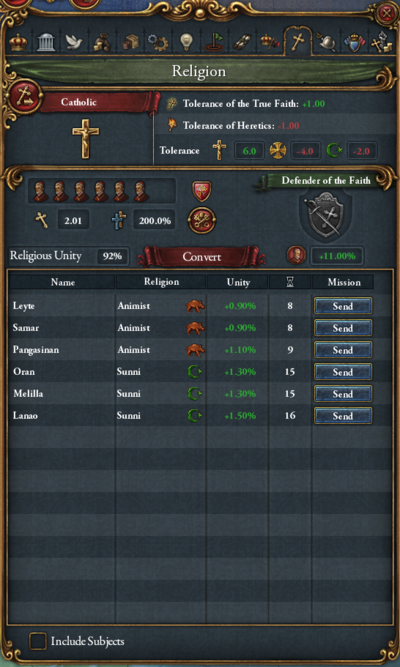 Religion
Catholic
Tolerance of the True Faith: +1.00
Tolerance of Heretics: -1.00
Tolerance 6.0 -4.0 -2.0
Defender of the Faith
2.01 200.0%
Religious Unity 92% Convert +11.00%
Name Religion Unity Mission
Leyte Animist +0.90% 8 Send
Samar Animist +0.90% 8 Send
Pangasinan Animist +1.10% 9 Send
Oran Sunni +1.30% 15 Send
Melilla Sunni +1.30% 15 Send
Lanao Sunni +1.50% 16 Send
Include Subjects